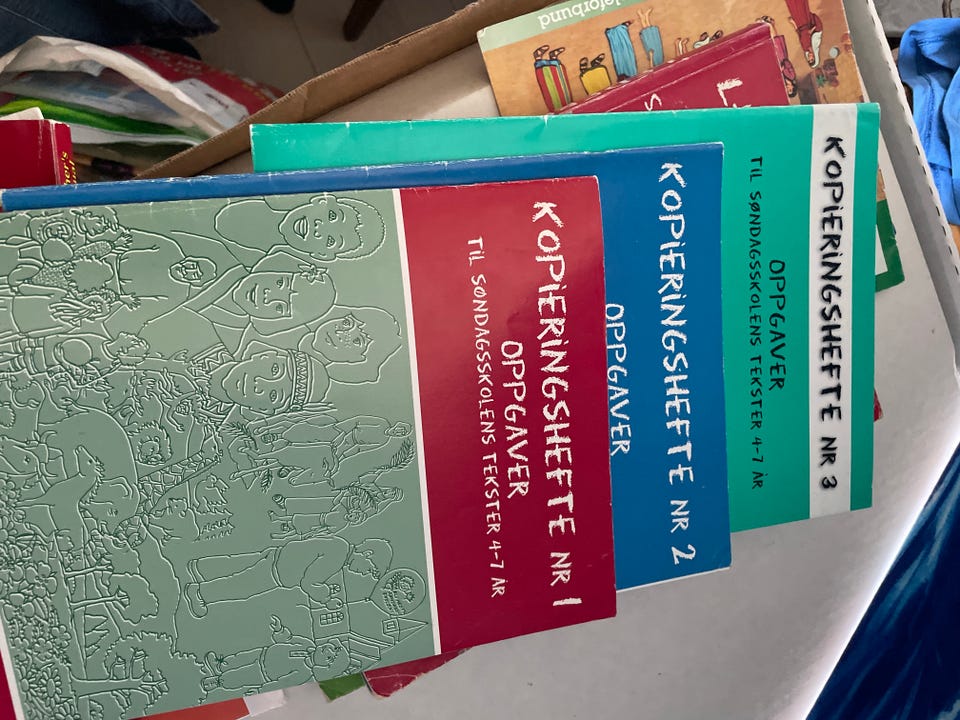 KOPIERINGSHEFTE NR 1
OPPGAVER
TIL SØNDAGSSKOLENS TEKSTER 4-7 ÅR
KOPIERINGSHEFTE NR 2
OPPGAVER
KOPIERINGSHEFTE NR 3
OPPGAVER
TIL SØNDAGSSKOLENS TEKSTER 4-7 ÅR